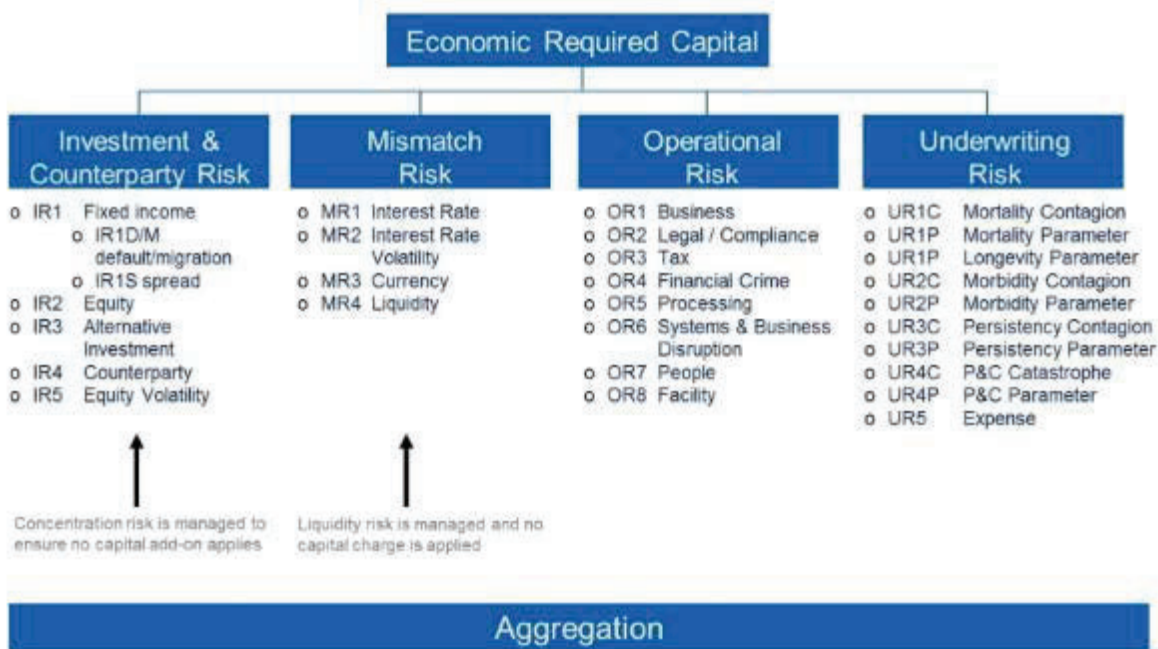 Economic Required Capital
Investment &
Counterparty Risk
o IR1 Fixed income
o IR1D/M
default/migration
o IR1S spread
o IR2 Equity
o IR3 Alternative
Investment
o IR4 Counterparty
o IR5 Equity Volatility
Concentration risk is managed to
ensure no capital add-on applies
Mismatch
Risk
o MR1 Interest Rate
o MR2 Interest Rate
Volatility
o MR3 Currency
o MR4 Liquidity
Liquidity risk is managed and no
capital charge is applied
Operational
Risk
o OR1 Business
o OR2 Legal / Compliance
o OR3 Tax
o OR4 Financial Crime
o OR5 Processing
o OR6 Systems & Business
Disruption
o OR7 People
o OR8 Facility
Underwriting
Risk
o UR1C Mortality Contagion
o UR1P Mortality Parameter
o UR1P Longevity Parameter
o UR2C Morbidity Contagion
o UR2P Morbidity Parameter
o UR3C Persistency Contagion
o UR3P Persistency Parameter
o UR4C P&C Catastrophe
o UR4P P&C Parameter
o UR5 Expense
Aggregation